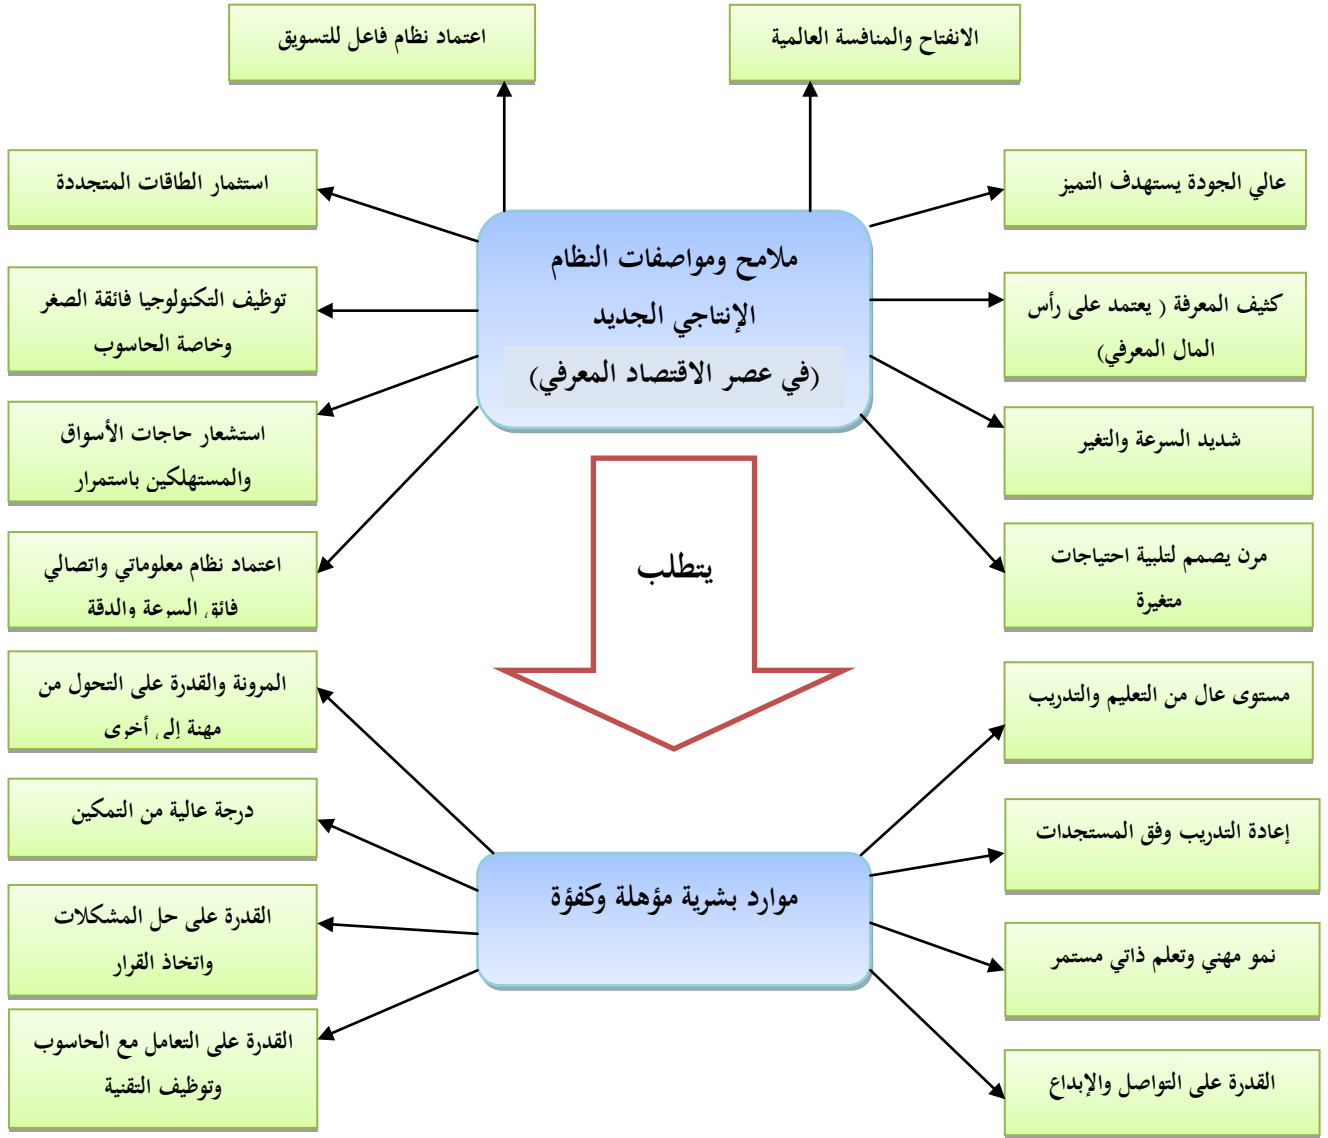 الانفتاح والمنافسة العالمية
اعتماد نظام فاعل للتسويق
عالي الجودة يستهدف التميز
استثمار الطاقات المتجددة
ملامح ومواصفات النظام
الإنتاجي الجديد
(في عصر الاقتصاد المعرفي)
كثيف المعرفة ( يعتمد على رأس
المال المعرفي)
توظيف التكنولوجيا فائقة الصغر
وخاصة الحاسوب
شديد السرعة والتغير
استشعار حاجات الأسواق
والمستهلكين باستمرار
مرن يصمم لتلبية احتياجات
متغيرة
اعتماد نظام معلوماتي واتصالي
فائق السرعة والدقة
يتطلب
مستوى عال من التعليم والتدريب
المرونة والقدرة على التحول من
مهنة إلى أخرى
إعادة التدريب وفق المستجدات
درجة عالية من التمكين
موارد بشرية مؤهلة وكفؤة
نمو مهني وتعلم ذاتي مستمر
القدرة على حل المشكلات
واتخاذ القرار
القدرة على التواصل والإبداع
القدرة على التعامل مع الحاسوب
وتوظيف التقنية